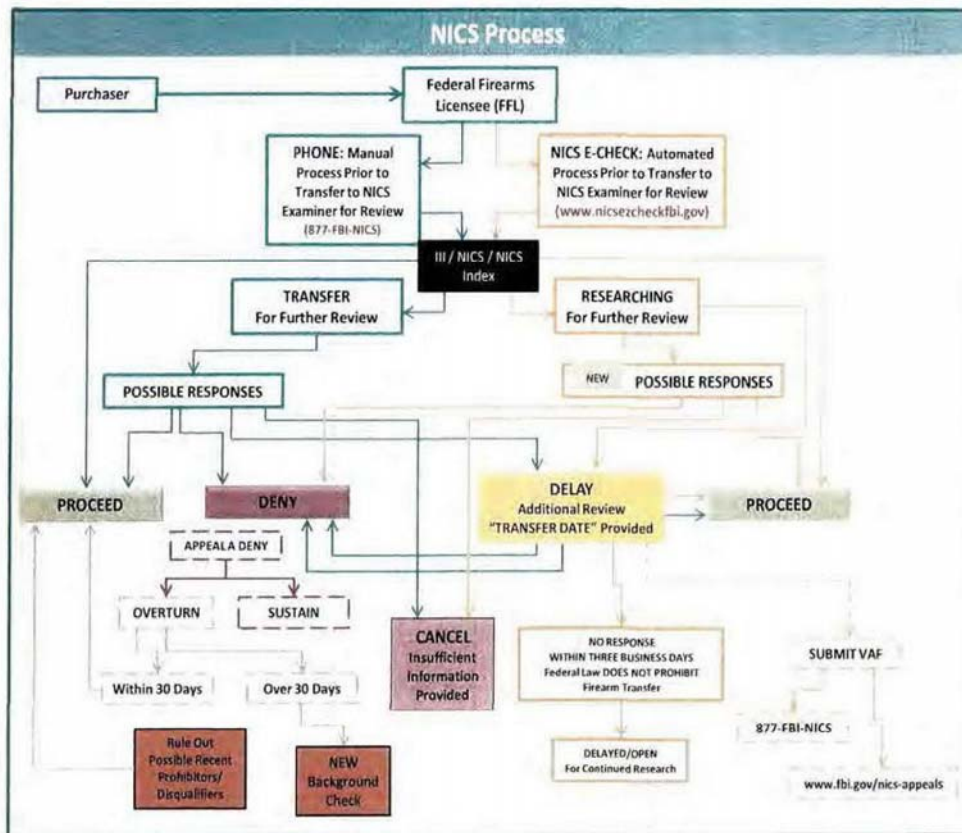 NICS Process
Purchaser
Federal Firearms
Licensee (FFL)
PHONE: Manual
Process Prior to
Transfer to NICS
Examiner for Review
(877-FBI-NICS)
NICS E-CHECK: Automated
Process Prior to Transfer to
NICS Examiner for Review
(www.nicsezcheckfbi.gov)
III / NICS / NICS
Index
TRANSFER
For Further Review
RESEARCHING
For Further Review
POSSIBLE RESPONSES
NEW POSSIBLE RESPONSES
PROCEED
DENY
DELAY
Additional Review
"TRANSFER DATE" Provided
PROCEED
APPEAL A DENY
OVERTURN
SUSTAIN
CANCEL
Insufficient
Information
Provided
NO RESPONSE
WITHIN THREE BUSINESS DAYS
Federal Law DOES NOT PROHIBIT
Firearm Transfer
SUBMIT VAF
Within 30 Days
Over 30 Days
877-FBI-NICS
Rule Out
Possible Recent
Prohibitors/
Disqualifiers
NEW
Background
Check
DELAYED/OPEN
For Continued Research
www.fbi.gov/nics-appeals